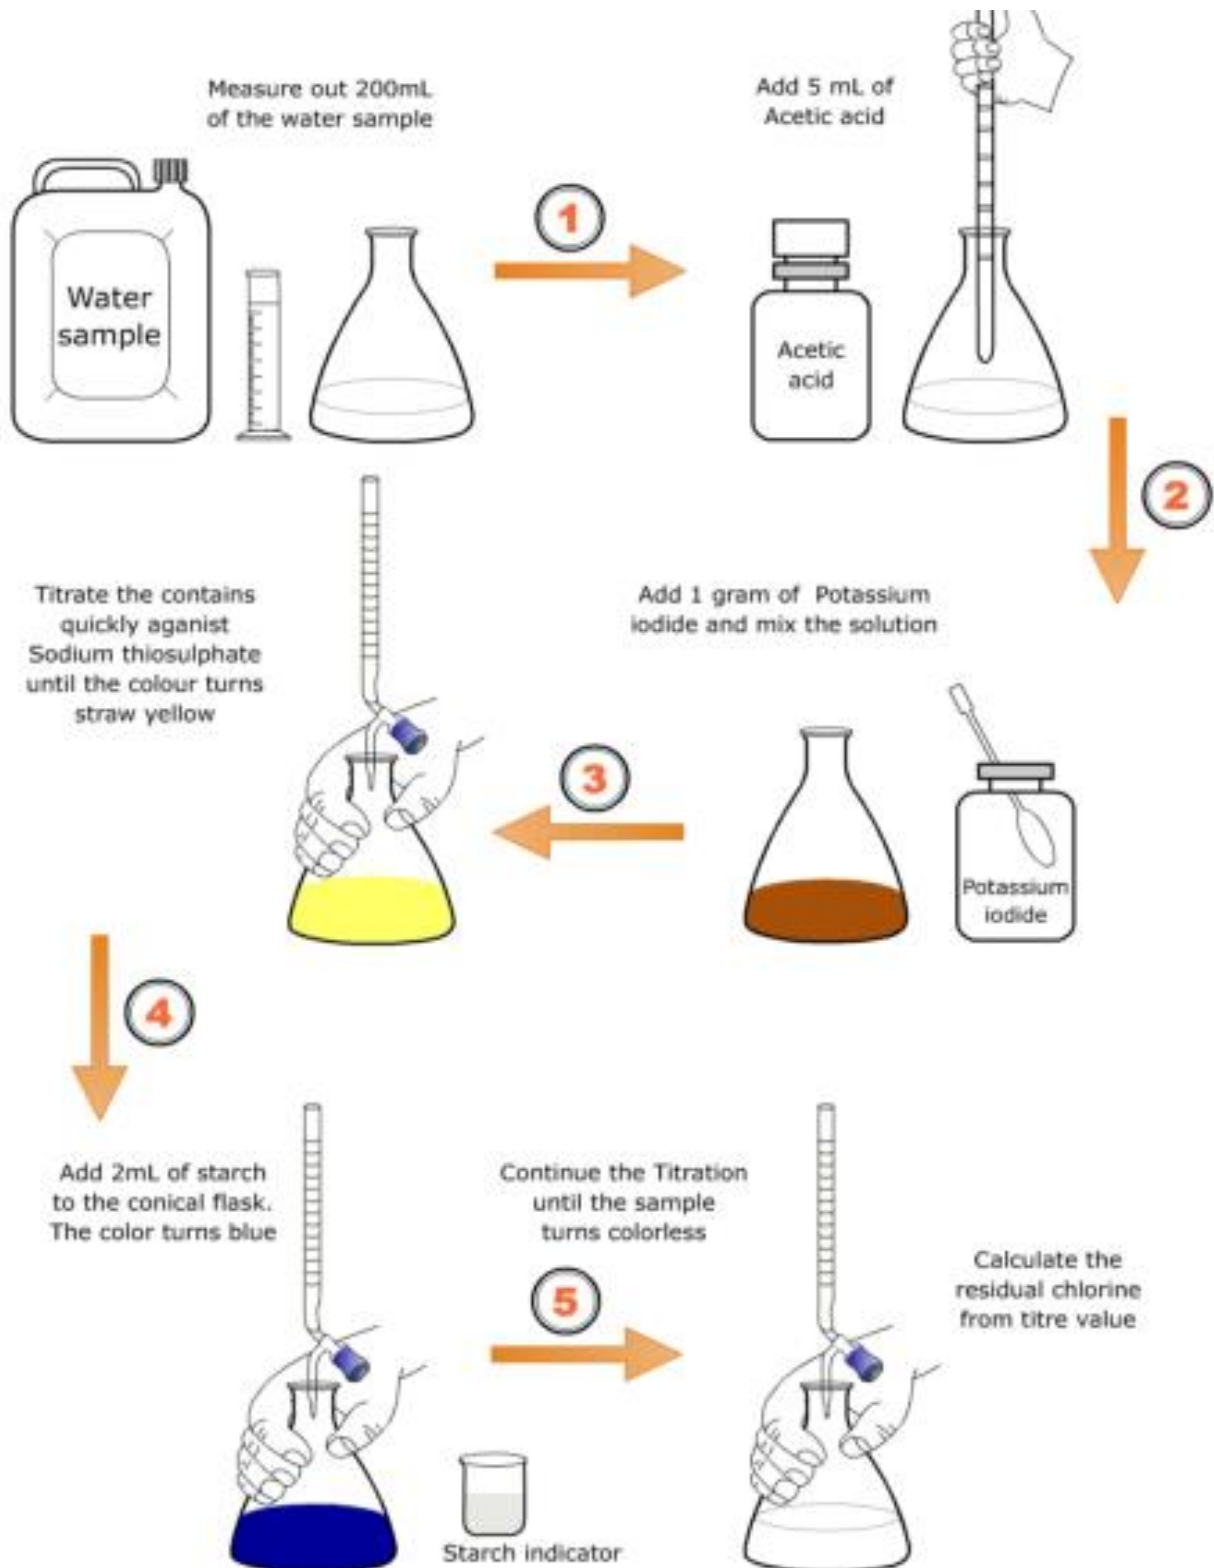 Measure out 200mL
of the water sample
Water
sample
1
Add 5 mL of
Acetic acid
Acetic
acid
2
Add 1 gram of Potassium
iodide and mix the solution
Potassium
iodide
3
Titrate the contains
quickly aganist
Sodium thiosulphate
until the colour turns
straw yellow
4
Add 2mL of starch
to the conical flask.
The color turns blue
Starch indicator
5
Continue the Titration
until the sample
turns colorless
Calculate the
residual chlorine
from titre value